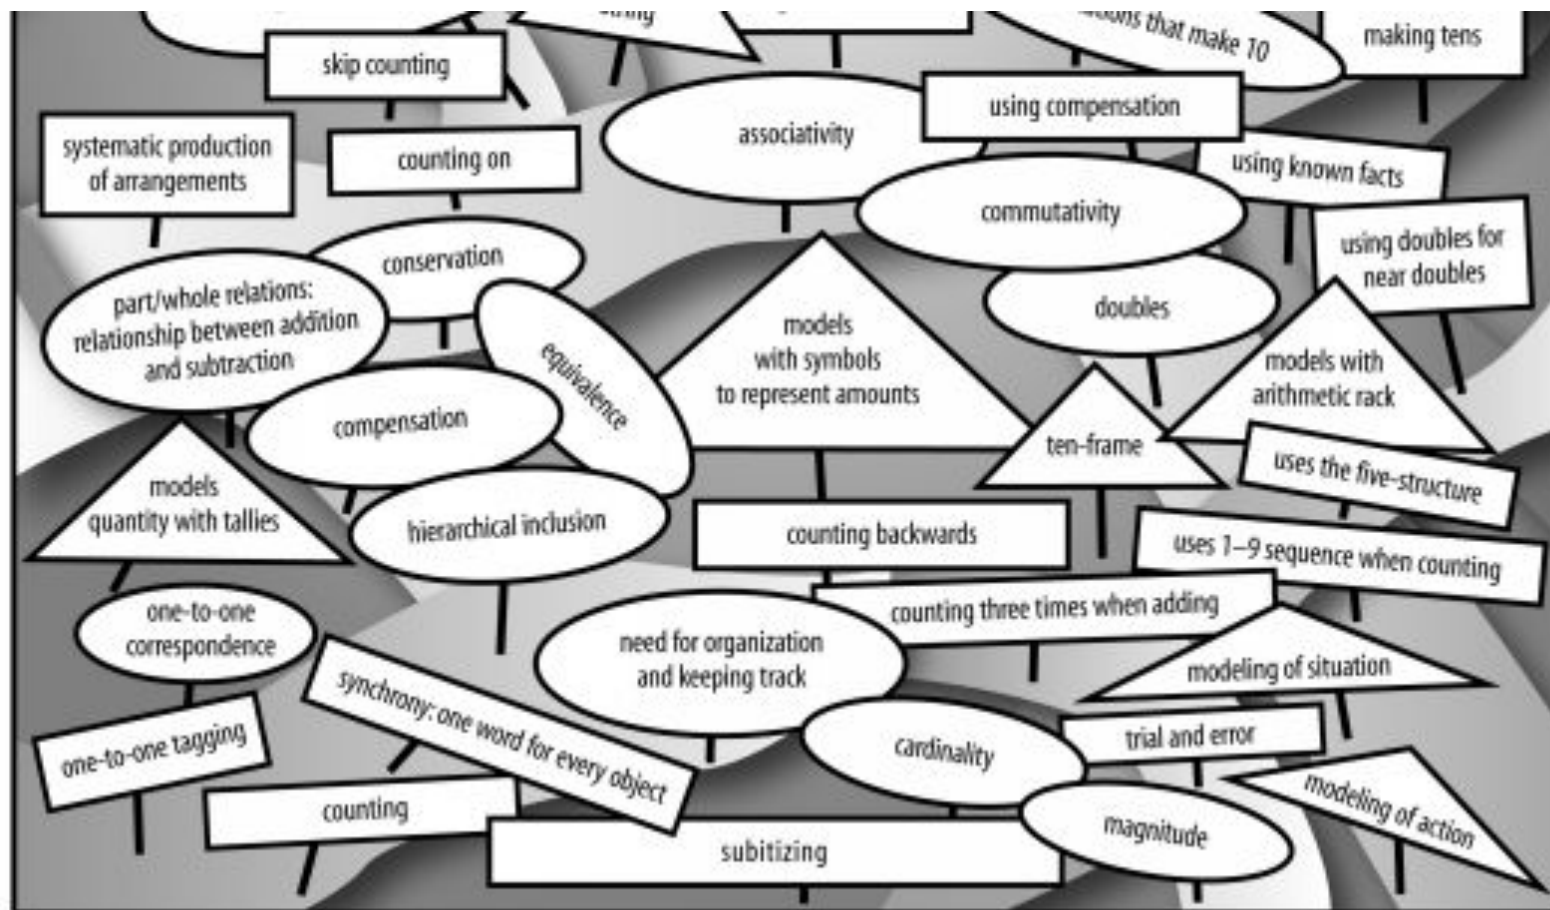 that make 10
making tens
skip counting
using compensation
associativity
systematic production
of arrangements
counting on
using known facts
commutativity
using doubles for
near doubles
conservation
part/whole relations:
relationship between addition
and subtraction
doubles
models
with symbols
to represent amounts
equivalence
models with
arithmetic rack
compensation
ten-frame
uses the five-structure
models
quantity with tallies
hierarchical inclusion
counting backwards
uses 1–9 sequence when counting
one-to-one
correspondence
counting three times when adding
need for organization
and keeping track
modeling of situation
synchrony: one word for every object
one-to-one tagging
cardinality
trial and error
counting
modeling of action
magnitude
subitizing